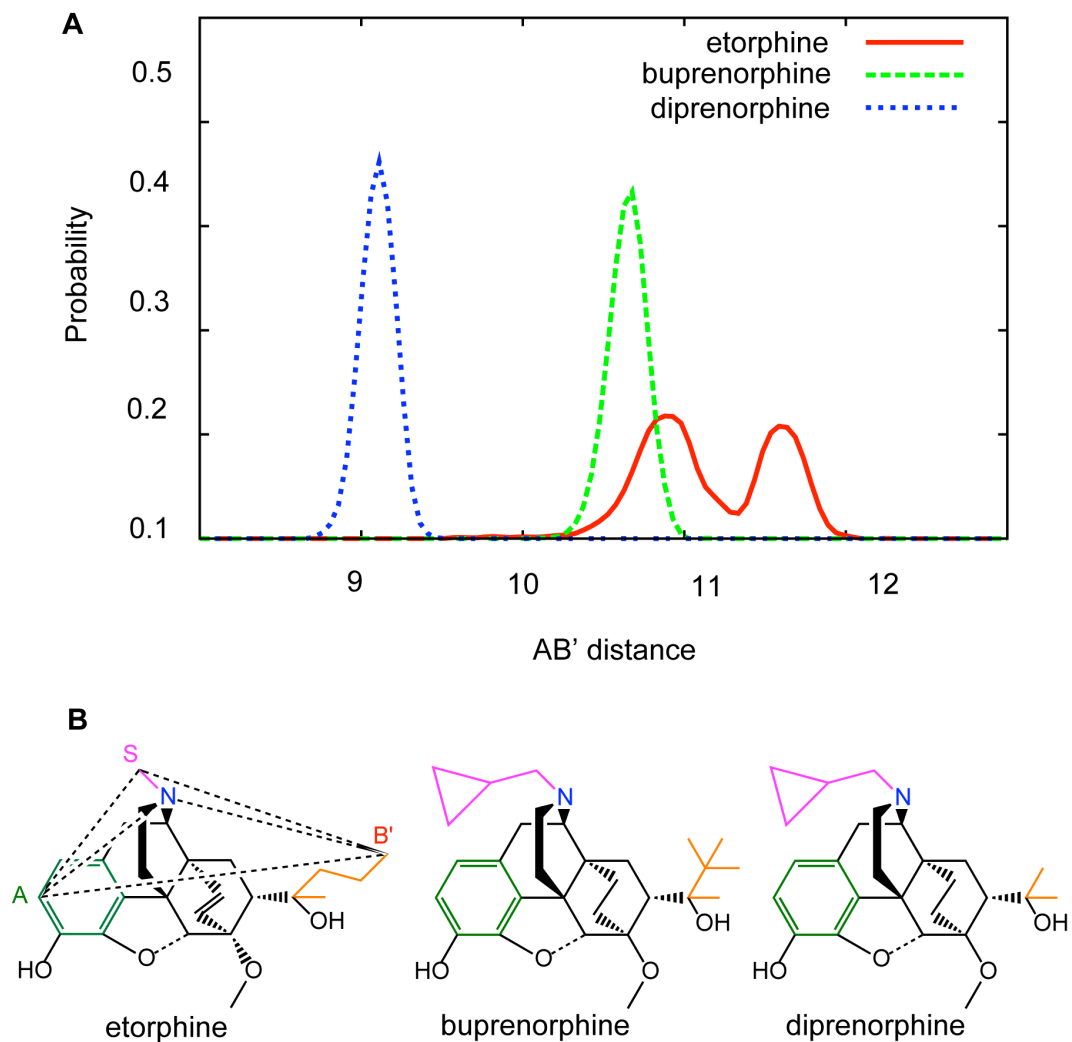 A
etorphine
buprenorphine
diprenorphine
0.5
0.4
0.3
0.2
0.1
Probability
9 10 11 12
AB’ distance
B
S
N
B'
A
OH
HO
O
O
etorphine
N
OH
HO
O
O
buprenorphine
N
OH
HO
O
O
diprenorphine